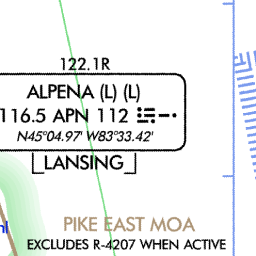 122.1R
ALPENA (L) (L)
116.5 APN 112
N45°04.97' W83°33.42'
LANSING
PIKE EAST MOA
EXCLUDES R-4207 WHEN ACTIVE